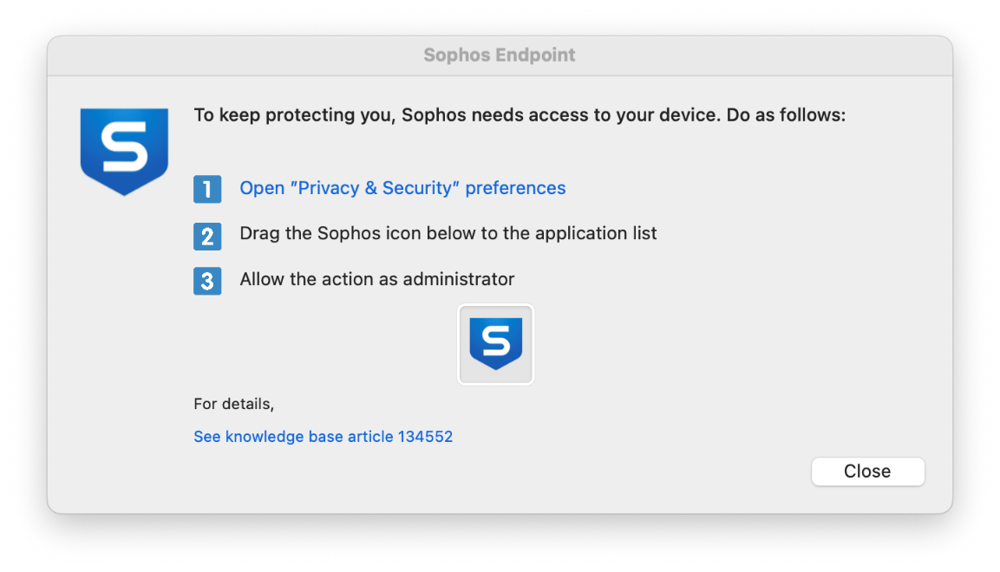 Sophos Endpoint
S
To keep protecting you, Sophos needs access to your device. Do as follows:
1 Open "Privacy & Security" preferences
2 Drag the Sophos icon below to the application list
3 Allow the action as administrator
S
For details,
See knowledge base article 134552
Close